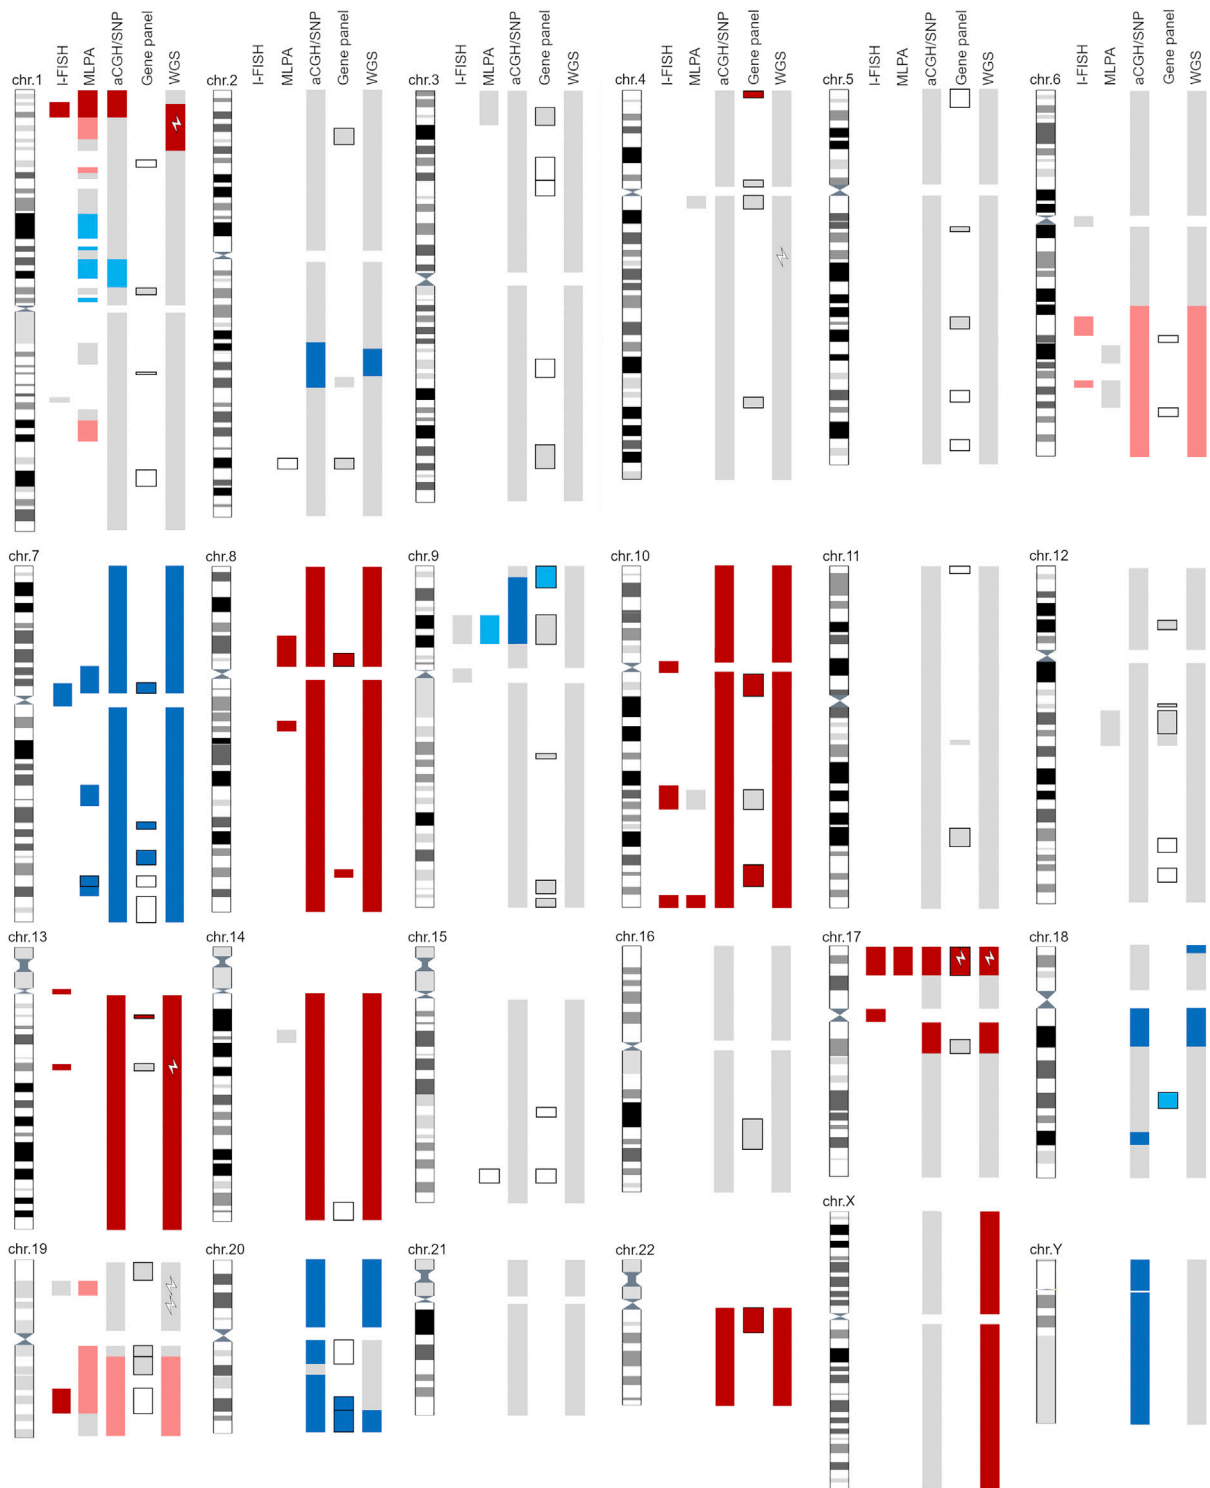 I-FISH
MLPA
aCGH/SNP
Gene panel
WGS
I-FISH
MLPA
aCGH/SNP
Gene panel
WGS
I-FISH
MLPA
aCGH/SNP
Gene panel
WGS
I-FISH
MLPA
aCGH/SNP
Gene panel
WGS
I-FISH
MLPA
aCGH/SNP
Gene panel
WGS
I-FISH
MLPA
aCGH/SNP
Gene panel
WGS
chr.1
chr.2
chr.3
chr.4
chr.5
chr.6
chr.7
chr.8
chr.9
chr.10
chr.11
chr.12
chr.13
chr.14
chr.15
chr.16
chr.17
chr.18
chr.X
chr.19
chr.20
chr.21
chr.22
chr.Y